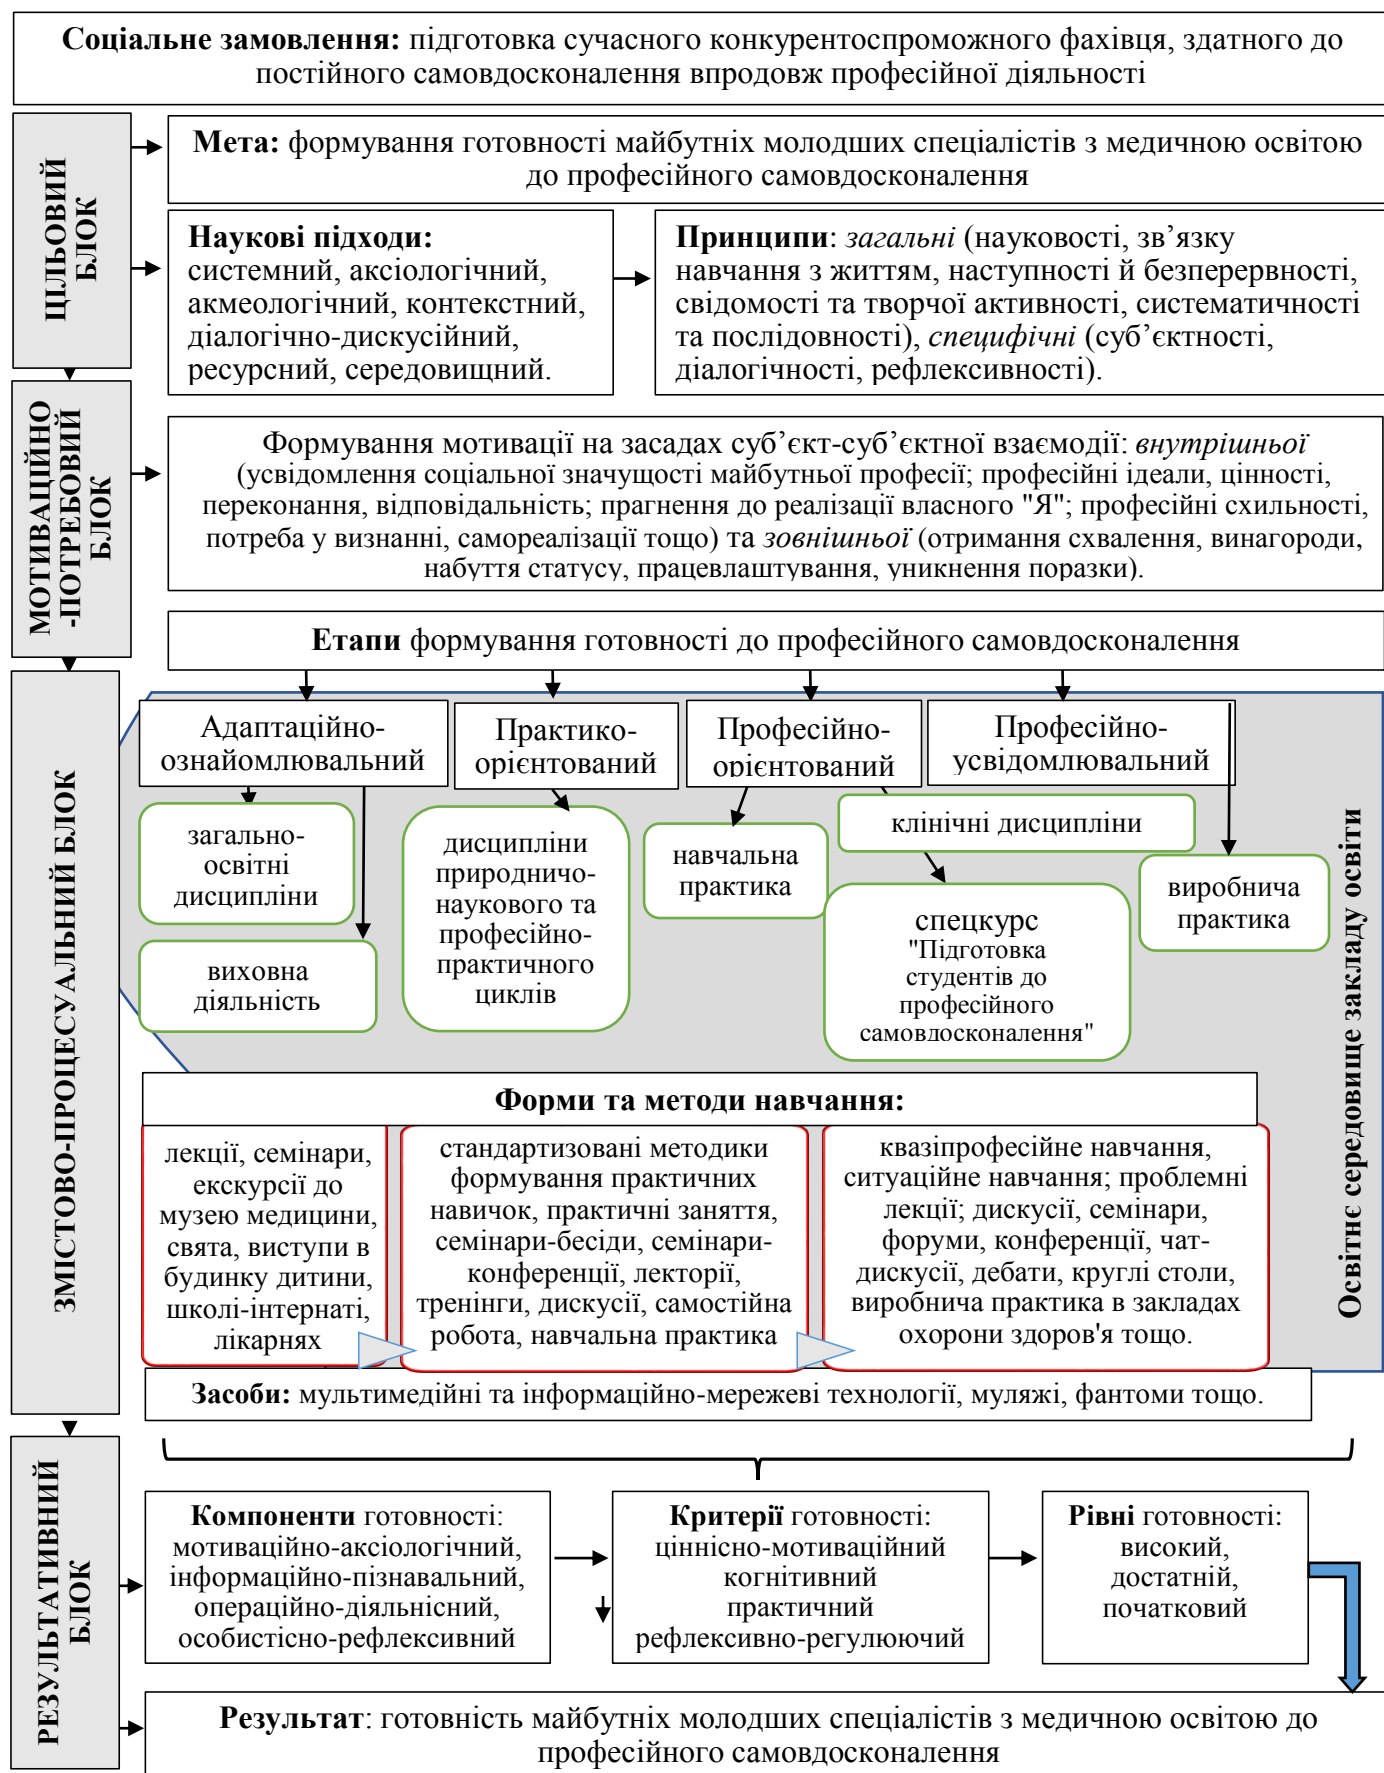 Соціальне замовлення: підготовка сучасного конкурентоспроможного фахівця, здатного до
постійного самовдосконалення впродовж професійної діяльності
ЦІЛЬОВИЙ
БЛОК
Мета: формування готовності майбутніх молодших спеціалістів з медичною освітою
до професійного самовдосконалення
Наукові підходи:
системний, аксіологічний,
акмеологічний, контекстний,
діалогічно-дискусійний,
ресурсний, середовищний.
Принципи: загальні (науковості, зв’язку
навчання з життям, наступності й безперервності,
свідомості та творчої активності, систематичності
та послідовності), специфічні (суб’єктності,
діалогічності, рефлексивності).
МОТИВАЦІЙНО
-ПОТРЕБОВИЙ
БЛОК
Формування мотивації на засадах суб’єкт-суб’єктної взаємодії: внутрішньої
(усвідомлення соціальної значущості майбутньої професії; професійні ідеали, цінності,
переконання, відповідальність; прагнення до реалізації власного "Я"; професійні схильності,
потреба у визнанні, самореалізації тощо) та зовнішньої (отримання схвалення, винагороди,
набуття статусу, працевлаштування, уникнення поразки).
ЗМІСТОВО-ПРОЦЕСУАЛЬНИЙ БЛОК
Етапи формування готовності до професійного самовдосконалення
Адаптаційно-
ознайомлювальний
Практико-
орієнтований
Професійно-
орієнтований
Професійно-
усвідомлювальний
загально-
освітні
дисципліни
виховна
діяльність
дисципліни
природничо-
наукового та
професійно-
практичного
циклів
навчальна
практика
клінічні дисципліни
спецкурс
"Підготовка
студентів до
професійного
самовдосконалення"
виробнича
практика
Освітнє середовище закладу освіти
Форми та методи навчання:
лекції, семінари,
екскурсії до
музею медицини,
свята, виступи в
будинку дитини,
школі-інтернаті,
лікарнях
стандартизовані методики
формування практичних
навичок, практичні заняття,
семінари-бесіди, семінари-
конференції, лекторії,
тренінги, дискусії, самостійна
робота, навчальна практика
квазіпрофесійне навчання,
ситуаційне навчання; проблемні
лекції; дискусії, семінари,
форуми, конференції, чат-
дискусії, дебати, круглі столи,
виробнича практика в закладах
охорони здоров'я тощо.
Засоби: мультимедійні та інформаційно-мережеві технології, муляжі, фантоми тощо.
РЕЗУЛЬТАТИВНИЙ
БЛОК
Компоненти готовності:
мотиваційно-аксіологічний,
інформаційно-пізнавальний,
операційно-діяльнісний,
особистісно-рефлексивний
Критерії готовності:
ціннісно-мотиваційний
когнітивний
практичний
рефлексивно-регулюючий
Рівні готовності:
високий,
достатній,
початковий
Результат: готовність майбутніх молодших спеціалістів з медичною освітою до
професійного самовдосконалення